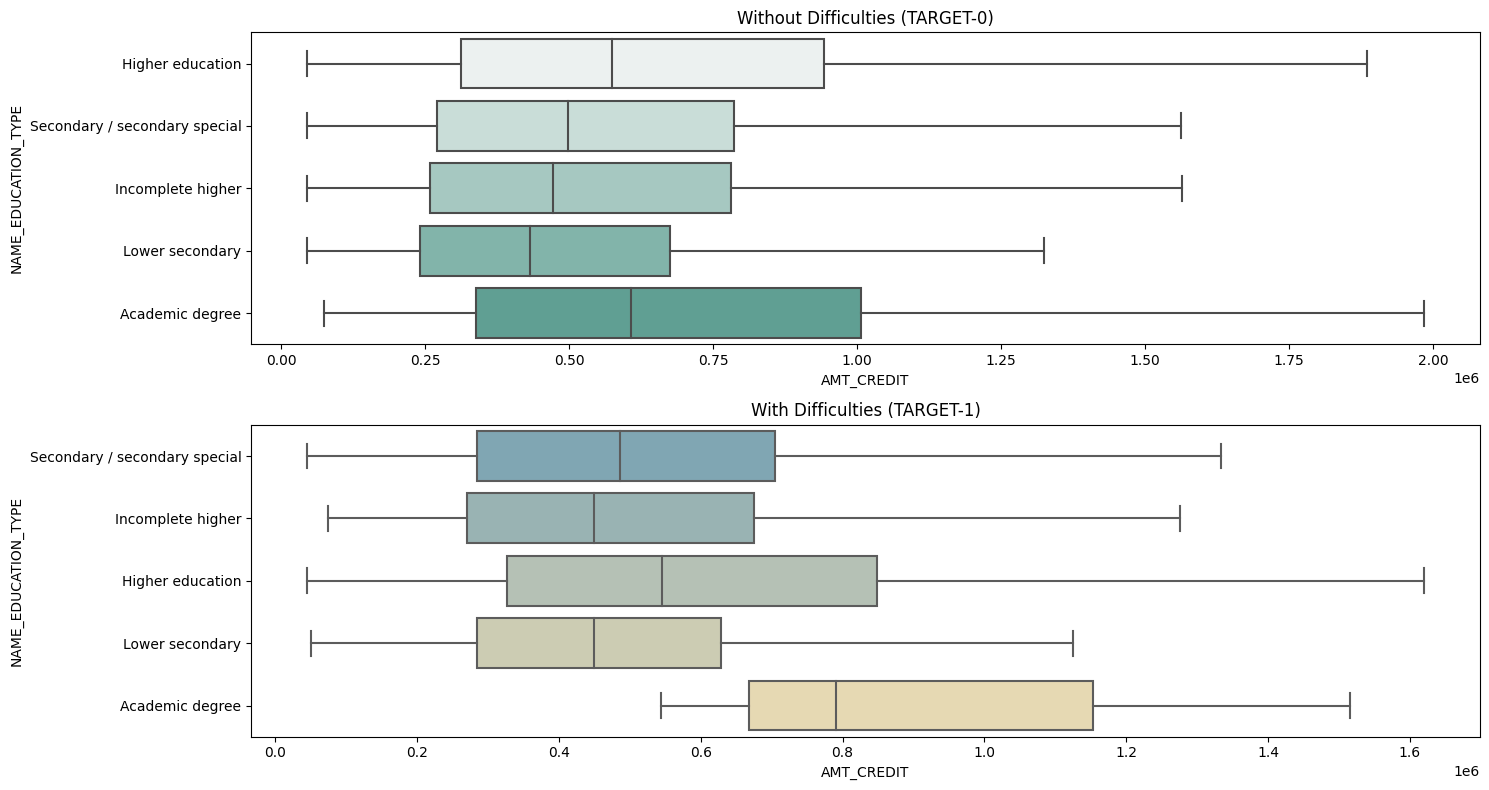 Without Difficulties (TARGET-0)
NAME_EDUCATION_TYPE
Higher education
Secondary / secondary special
Incomplete higher
Lower secondary
Academic degree
0.00 0.25 0.50 0.75 1.00 1.25 1.50 1.75 2.00
1e6
AMT_CREDIT
With Difficulties (TARGET-1)
NAME_EDUCATION_TYPE
Secondary / secondary special
Incomplete higher
Higher education
Lower secondary
Academic degree
0.0 0.2 0.4 0.6 0.8 1.0 1.2 1.4 1.6
1e6
AMT_CREDIT